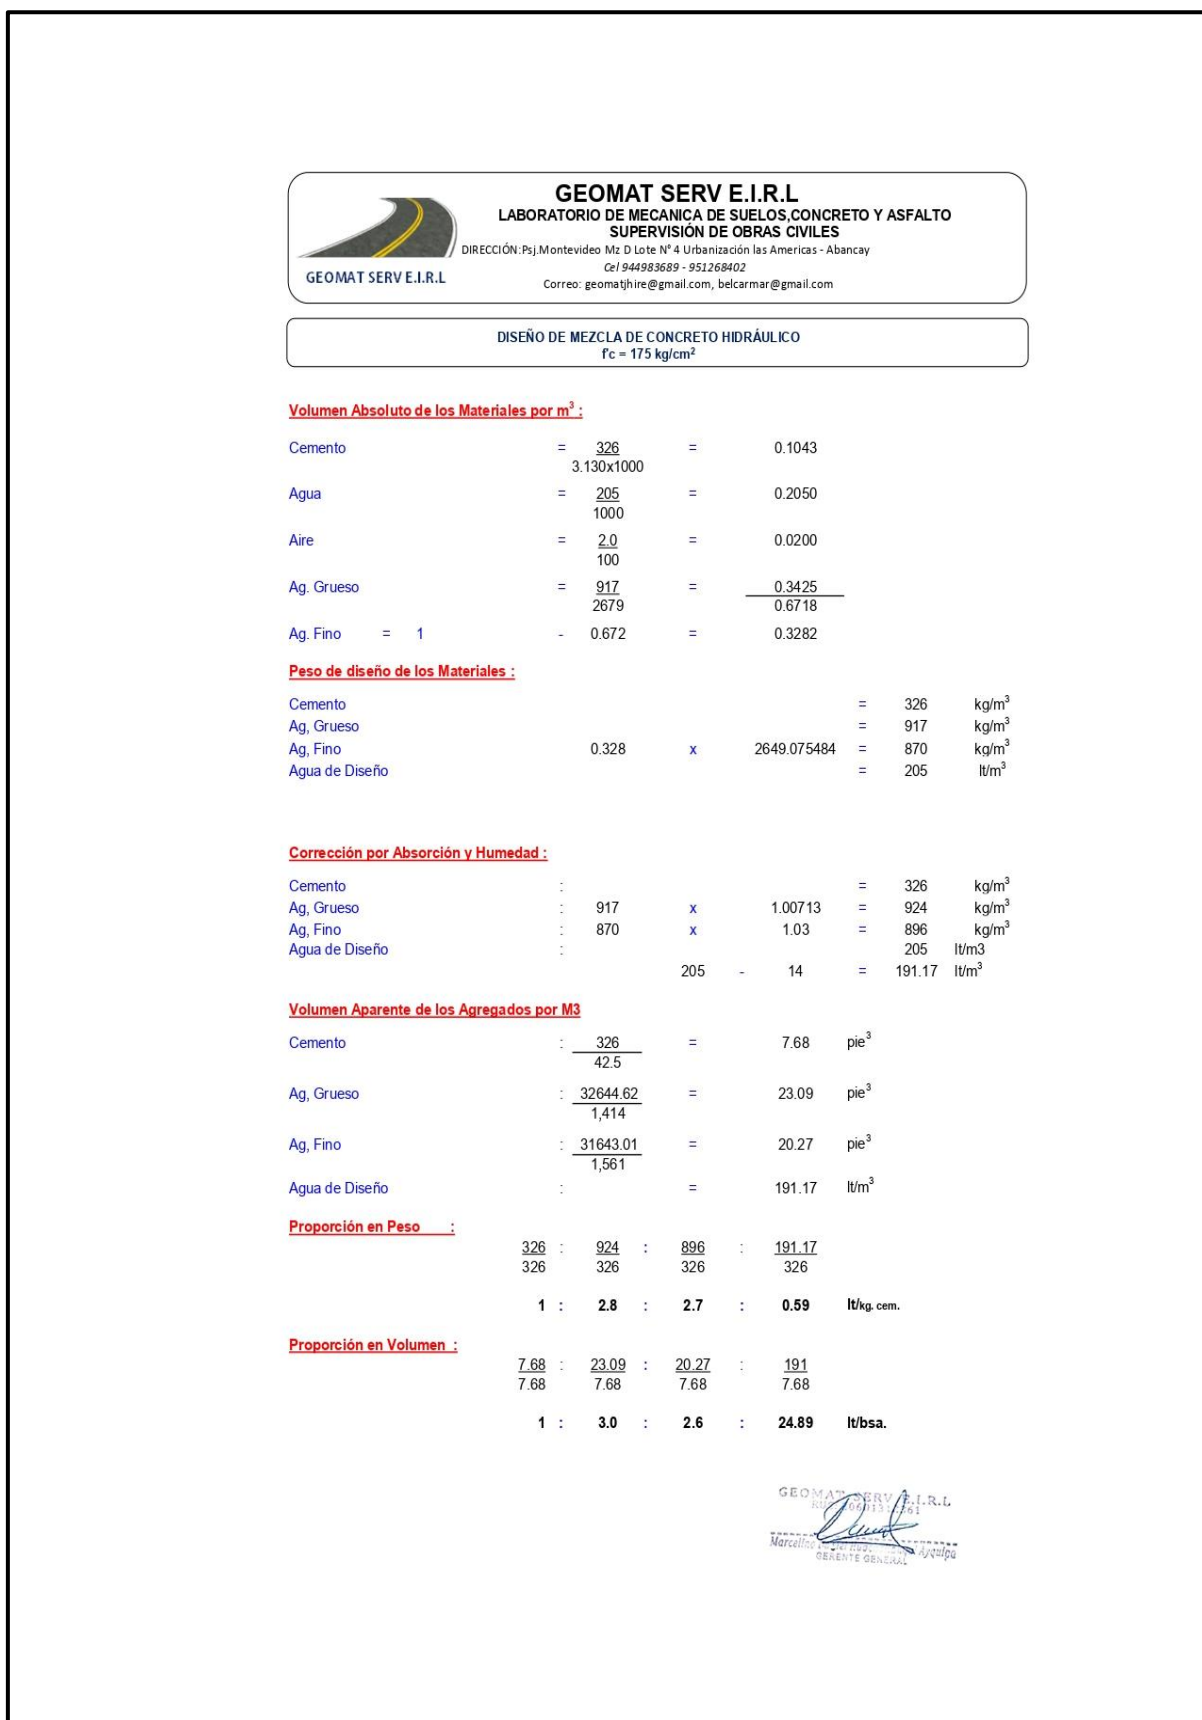 GEOMAT SERV E.I.R.L
LABORATORIO DE MECANICA DE SUELOS,CONCRETO Y ASFALTO
SUPERVISIÓN DE OBRAS CIVILES
DIRECCIÓN:Psj.Montevideo Mz D Lote N° 4 Urbanización las Americas - Abancay
Cel 944983689 - 951268402
Correo: geomatjhire@gmail.com, belcarmar@gmail.com
GEOMAT SERV E.I.R.L
DISEÑO DE MEZCLA DE CONCRETO HIDRÁULICO
f'c = 175 kg/cm²
Volumen Absoluto de los Materiales por m³ :
Cemento = 326 = 0.1043
3.130x1000
Agua = 205 = 0.2050
1000
Aire = 2.0 = 0.0200
100
Ag. Grueso = 917 = 0.3425
2679 0.6718
Ag. Fino = 1 - 0.672 = 0.3282
Peso de diseño de los Materiales :
Cemento = 326 kg/m³
Ag, Grueso = 917 kg/m³
Ag, Fino 0.328 x 2649.075484 = 870 kg/m³
Agua de Diseño = 205 lt/m³
Corrección por Absorción y Humedad :
Cemento : = 326 kg/m³
Ag, Grueso : 917 x 1.00713 = 924 kg/m³
Ag, Fino : 870 x 1.03 = 896 kg/m³
Agua de Diseño : 205 lt/m3
205 - 14 = 191.17 lt/m³
Volumen Aparente de los Agregados por M3
Cemento : 326 = 7.68 pie³
42.5
Ag, Grueso : 32644.62 = 23.09 pie³
1,414
Ag, Fino : 31643.01 = 20.27 pie³
1,561
Agua de Diseño : = 191.17 lt/m³
Proporción en Peso :
326 : 924 : 896 : 191.17
326 326 326 326
1 : 2.8 : 2.7 : 0.59 lt/kg. cem.
Proporción en Volumen :
7.68 : 23.09 : 20.27 : 191
7.68 7.68 7.68 7.68
1 : 3.0 : 2.6 : 24.89 lt/bsa.
GEOMAT SERV E.I.R.L
Marcelino Ayquipa
GERENTE GENERAL